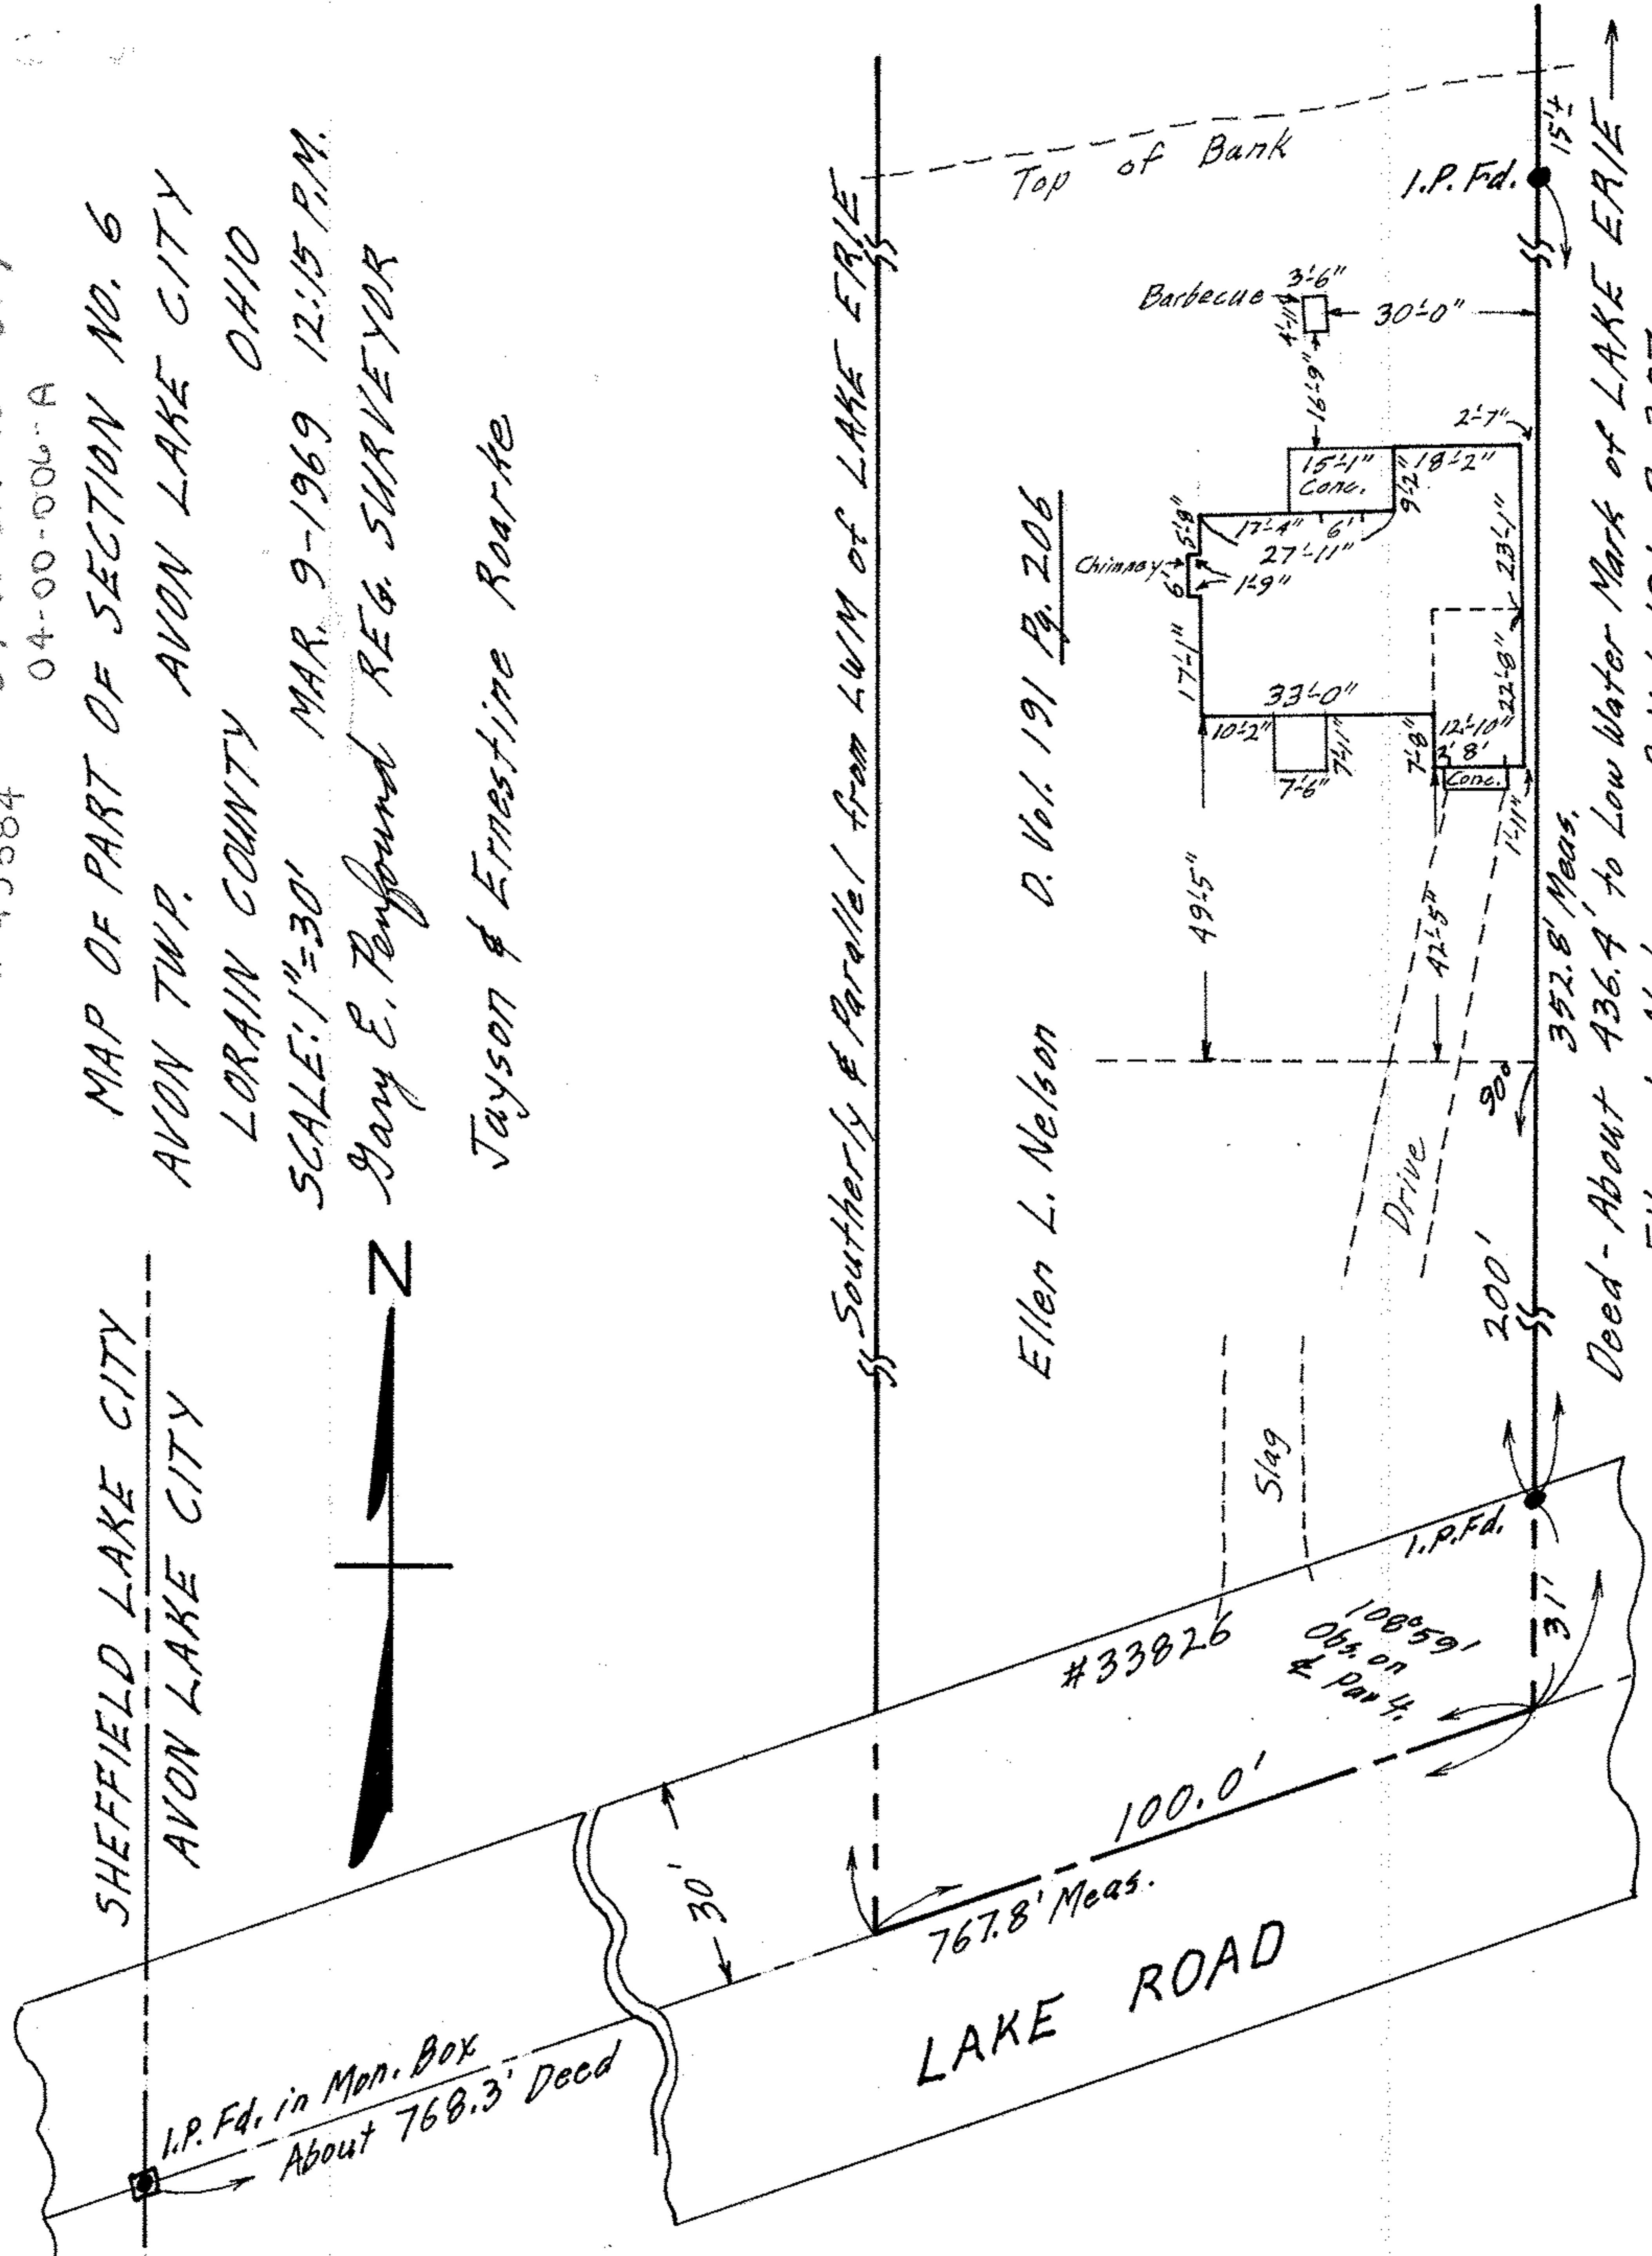 04-00-006-A
MAP OF PART OF SECTION NO. 6
AVON TWP. AVON LAKE CITY
LORAIN COUNTY OHIO
SCALE: 1"=30' MAR. 9-1969 12:15 P.M.
Gary E. Penfound REG. SURVEYOR
Jayson & Ernestine Roarke
SHEFFIELD LAKE CITY
AVON LAKE CITY
N
Southerly & Parallel from LWM of LAKE ERIE
Top of Bank
Ellen L. Nelson D. Vol. 191 Pg. 206
Barbecue
3'-6"
4'-11"
16'-9"
30'-0"
I.P. Fd.
15'±
Chimney
5'-8"
6'
1'-9"
17'-1"
17'-4" 6'
27'-11"
15'-1"
Conc.
9'-2"
18'-2"
2'-7"
23'-1"
22'-8"
33'-0"
10'-2"
7'-6"
7'-11"
7'-8"
12'-10"
2' 8'
Conc.
1'-11"
49'-5"
42'-5"
90°
Drive
Slag
200'
352.8' Meas.
Deed - About 436.4' to Low Water Mark of LAKE ERIE
I.P. Fd.
31'
#33826
108°59'
Obs. on
⊄ Par 4.
100.0'
767.8' Meas.
30'
LAKE ROAD
I.P. Fd. in Mon. Box
About 768.3' Deed